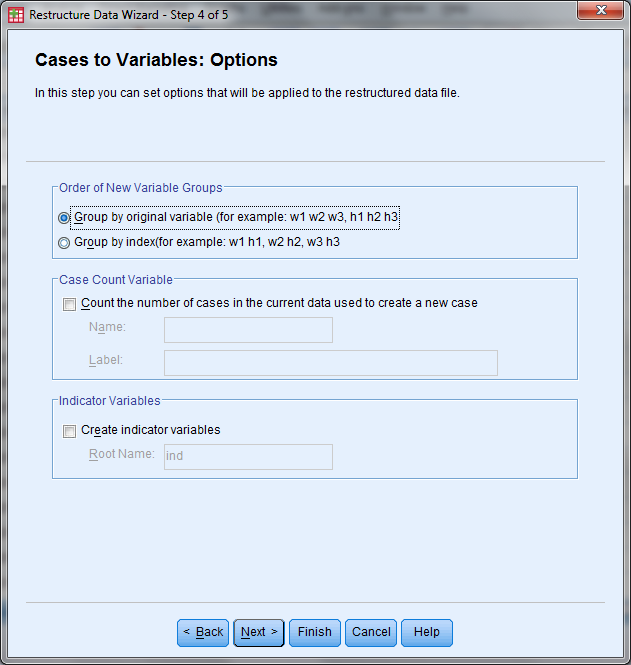 Restructure Data Wizard - Step 4 of 5
Cases to Variables: Options
In this step you can set options that will be applied to the restructured data file.
Order of New Variable Groups
Group by original variable (for example: w1 w2 w3, h1 h2 h3
Group by index(for example: w1 h1, w2 h2, w3 h3
Case Count Variable
Count the number of cases in the current data used to create a new case
Name:
Label:
Indicator Variables
Create indicator variables
Root Name: ind
< Back Next > Finish Cancel Help